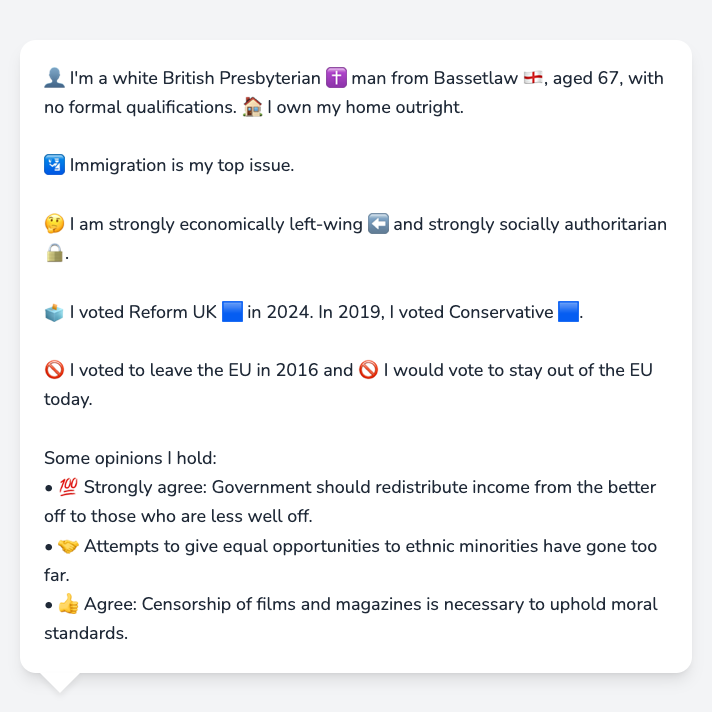 👤 I'm a white British Presbyterian ✝️ man from Bassetlaw 🏴󠁧󠁢󠁥󠁮󠁧󠁿, aged 67, with
no formal qualifications. 🏠 I own my home outright.
🛂 Immigration is my top issue.
🤔 I am strongly economically left-wing ⬅️ and strongly socially authoritarian
🔒.
🗳️ I voted Reform UK 🟦 in 2024. In 2019, I voted Conservative 🟦.
🚫 I voted to leave the EU in 2016 and 🚫 I would vote to stay out of the EU
today.
Some opinions I hold:
• 💯 Strongly agree: Government should redistribute income from the better
off to those who are less well off.
• 🤝 Attempts to give equal opportunities to ethnic minorities have gone too
far.
• 👍 Agree: Censorship of films and magazines is necessary to uphold moral
standards.